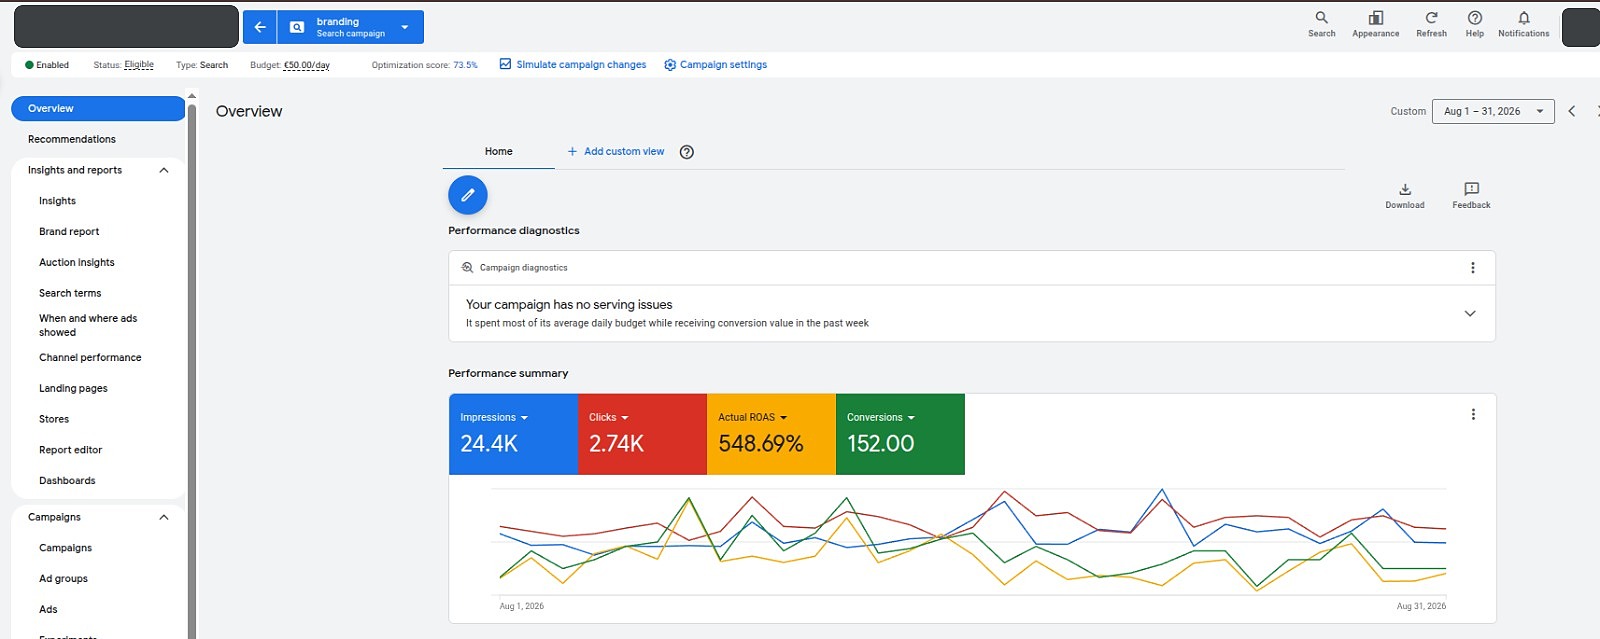 branding
Search campaign
Search
Appearance
Refresh
Help
Notifications
Enabled
Status: Eligible
Type: Search
Budget: €50.00/day
Optimization score: 73.5%
Simulate campaign changes
Campaign settings
Overview
Recommendations
Insights and reports
Insights
Brand report
Auction insights
Search terms
When and where ads
showed
Channel performance
Landing pages
Stores
Report editor
Dashboards
Campaigns
Campaigns
Ad groups
Ads
Experiments
Overview
Custom
Aug 1 – 31, 2026
Home
+ Add custom view
Download
Feedback
Performance diagnostics
Campaign diagnostics
Your campaign has no serving issues
It spent most of its average daily budget while receiving conversion value in the past week
Performance summary
Impressions
24.4K
Clicks
2.74K
Actual ROAS
548.69%
Conversions
152.00
Aug 1, 2026
Aug 31, 2026